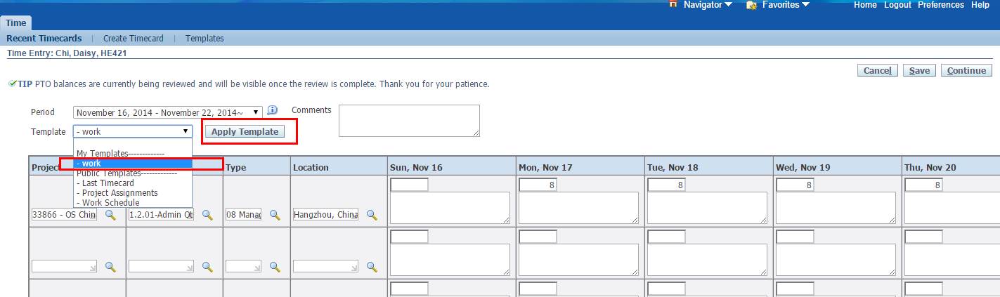 Navigator Favorites Home Logout Preferences Help
Time
Recent Timecards | Create Timecard | Templates
Time Entry: Chi, Daisy, HE421
Cancel Save Continue
TIP PTO balances are currently being reviewed and will be visible once the review is complete. Thank you for your patience.
Period November 16, 2014 - November 22, 2014~ Comments
Template - work Apply Template
My Templates-------------
- work
Public Templates-------------
- Last Timecard
- Project Assignments
- Work Schedule
Project Type Location Sun, Nov 16 Mon, Nov 17 Tue, Nov 18 Wed, Nov 19 Thu, Nov 20
8 8 8 8
33866 - OS Chin 1.2.01-Admin Ot 08 Manag Hangzhou, China